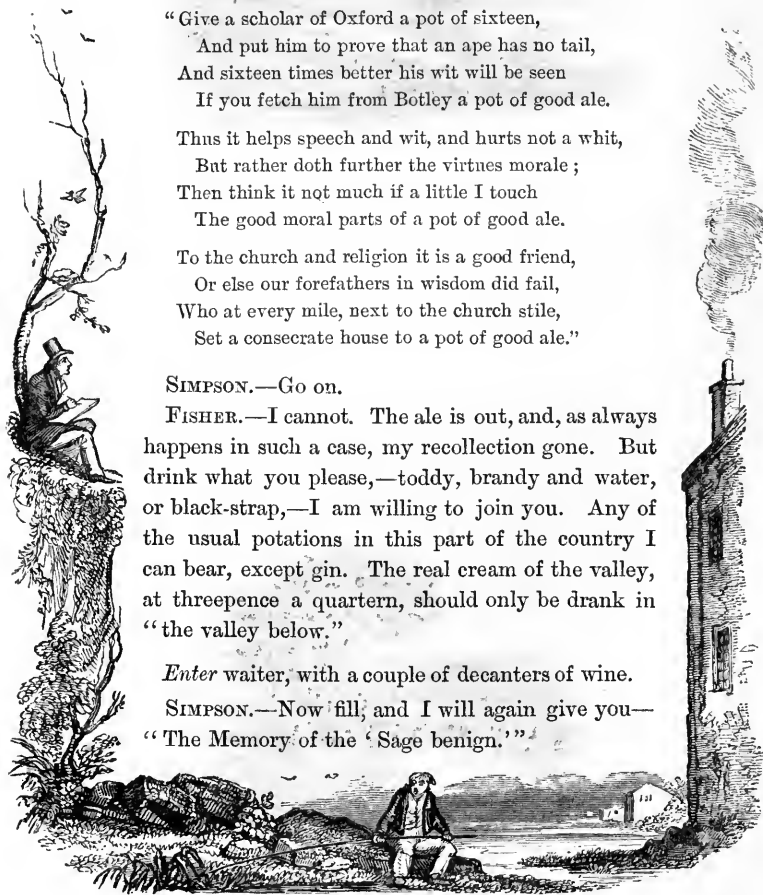 “Give a scholar of Oxford a pot of sixteen,
And put him to prove that an ape has no tail,
And sixteen times better his wit will be seen
If you fetch him from Botley a pot of good ale.
Thus it helps speech and wit, and hurts not a whit,
But rather doth further the virtues morale ;
Then think it not much if a little I touch
The good moral parts of a pot of good ale.
To the church and religion it is a good friend,
Or else our forefathers in wisdom did fail,
Who at every mile, next to the church stile,
Set a consecrate house to a pot of good ale.”
SIMPSON.—Go on.
FISHER.—I cannot. The ale is out, and, as always
happens in such a case, my recollection gone. But
drink what you please,—toddy, brandy and water,
or black-strap,—I am willing to join you. Any of
the usual potations in this part of the country I
can bear, except gin. The real cream of the valley,
at threepence a quartern, should only be drank in
“the valley below.”
Enter waiter, with a couple of decanters of wine.
SIMPSON.—Now fill, and I will again give you—
“The Memory of the ‘Sage benign.’”